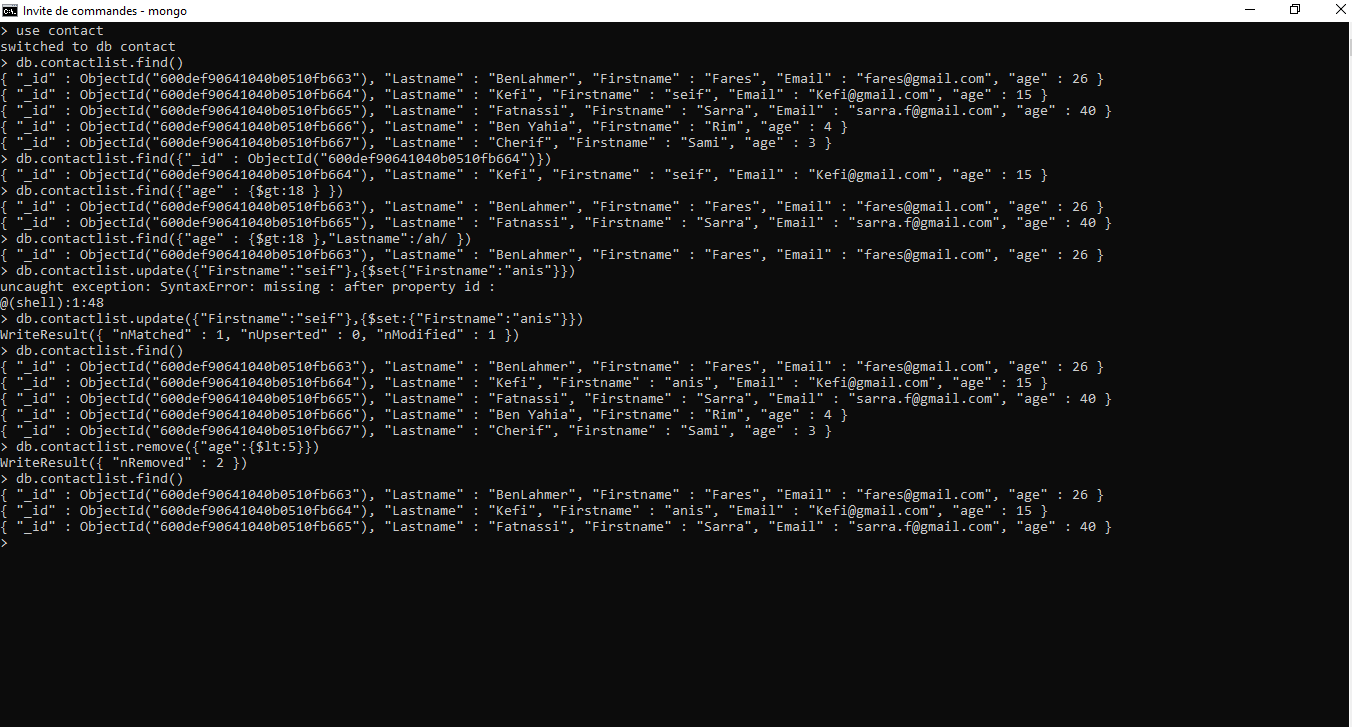 Invite de commandes - mongo
> use contact
switched to db contact
> db.contactlist.find()
{ "_id" : ObjectId("600def90641040b0510fb663"), "Lastname" : "BenLahmer", "Firstname" : "Fares", "Email" : "fares@gmail.com", "age" : 26 }
{ "_id" : ObjectId("600def90641040b0510fb664"), "Lastname" : "Kefi", "Firstname" : "seif", "Email" : "Kefi@gmail.com", "age" : 15 }
{ "_id" : ObjectId("600def90641040b0510fb665"), "Lastname" : "Fatnassi", "Firstname" : "Sarra", "Email" : "sarra.f@gmail.com", "age" : 40 }
{ "_id" : ObjectId("600def90641040b0510fb666"), "Lastname" : "Ben Yahia", "Firstname" : "Rim", "age" : 4 }
{ "_id" : ObjectId("600def90641040b0510fb667"), "Lastname" : "Cherif", "Firstname" : "Sami", "age" : 3 }
> db.contactlist.find({"_id" : ObjectId("600def90641040b0510fb664")})
{ "_id" : ObjectId("600def90641040b0510fb664"), "Lastname" : "Kefi", "Firstname" : "seif", "Email" : "Kefi@gmail.com", "age" : 15 }
> db.contactlist.find({"age" : {$gt:18 } })
{ "_id" : ObjectId("600def90641040b0510fb663"), "Lastname" : "BenLahmer", "Firstname" : "Fares", "Email" : "fares@gmail.com", "age" : 26 }
{ "_id" : ObjectId("600def90641040b0510fb665"), "Lastname" : "Fatnassi", "Firstname" : "Sarra", "Email" : "sarra.f@gmail.com", "age" : 40 }
> db.contactlist.find({"age" : {$gt:18 },"Lastname":/ah/ })
{ "_id" : ObjectId("600def90641040b0510fb663"), "Lastname" : "BenLahmer", "Firstname" : "Fares", "Email" : "fares@gmail.com", "age" : 26 }
> db.contactlist.update({"Firstname":"seif"},{$set{"Firstname":"anis"}})
uncaught exception: SyntaxError: missing : after property id :
@(shell):1:48
> db.contactlist.update({"Firstname":"seif"},{$set:{"Firstname":"anis"}})
WriteResult({ "nMatched" : 1, "nUpserted" : 0, "nModified" : 1 })
> db.contactlist.find()
{ "_id" : ObjectId("600def90641040b0510fb663"), "Lastname" : "BenLahmer", "Firstname" : "Fares", "Email" : "fares@gmail.com", "age" : 26 }
{ "_id" : ObjectId("600def90641040b0510fb664"), "Lastname" : "Kefi", "Firstname" : "anis", "Email" : "Kefi@gmail.com", "age" : 15 }
{ "_id" : ObjectId("600def90641040b0510fb665"), "Lastname" : "Fatnassi", "Firstname" : "Sarra", "Email" : "sarra.f@gmail.com", "age" : 40 }
{ "_id" : ObjectId("600def90641040b0510fb666"), "Lastname" : "Ben Yahia", "Firstname" : "Rim", "age" : 4 }
{ "_id" : ObjectId("600def90641040b0510fb667"), "Lastname" : "Cherif", "Firstname" : "Sami", "age" : 3 }
> db.contactlist.remove({"age":{$lt:5}})
WriteResult({ "nRemoved" : 2 })
> db.contactlist.find()
{ "_id" : ObjectId("600def90641040b0510fb663"), "Lastname" : "BenLahmer", "Firstname" : "Fares", "Email" : "fares@gmail.com", "age" : 26 }
{ "_id" : ObjectId("600def90641040b0510fb664"), "Lastname" : "Kefi", "Firstname" : "anis", "Email" : "Kefi@gmail.com", "age" : 15 }
{ "_id" : ObjectId("600def90641040b0510fb665"), "Lastname" : "Fatnassi", "Firstname" : "Sarra", "Email" : "sarra.f@gmail.com", "age" : 40 }
>